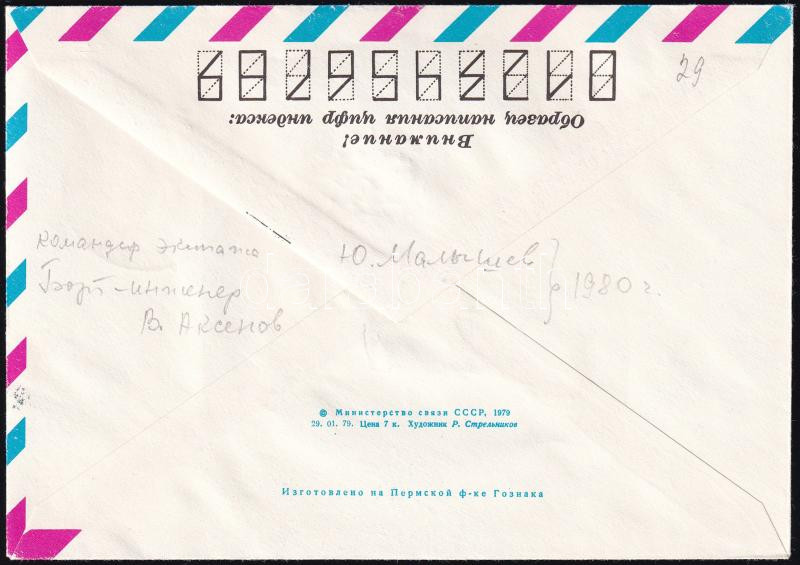 0123456789
Образец написания цифр индекса:
Внимание!
29
командир экипажа Ю. Малышев } 1980 г.
Борт-инженер
В. Аксенов
© Министерство связи СССР, 1979
29. 01. 79. Цена 7 к. Художник Р. Стрельников
Изготовлено на Пермской ф-ке Гознака